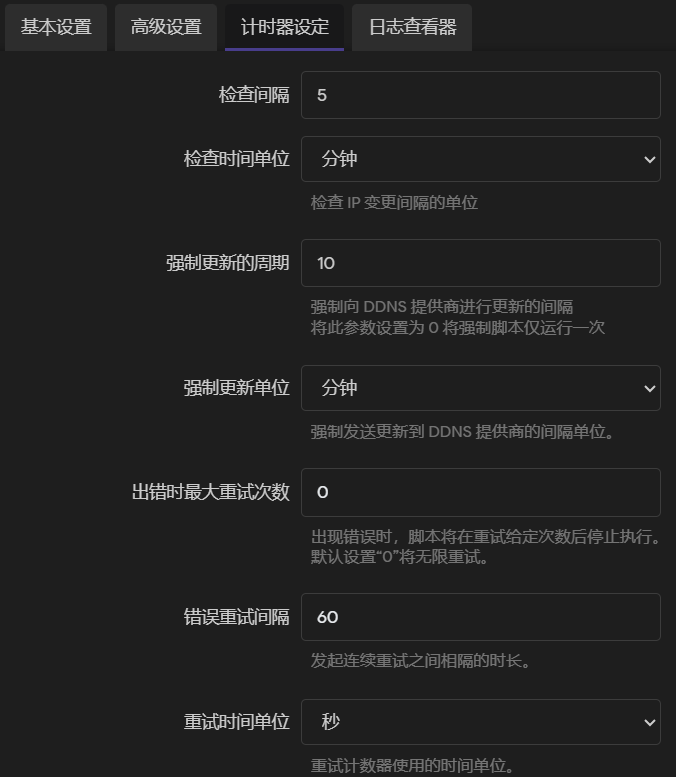 基本设置 高级设置 计时器设定 日志查看器
检查间隔 5
检查时间单位 分钟
检查 IP 变更间隔的单位
强制更新的周期 10
强制向 DDNS 提供商进行更新的间隔
将此参数设置为 0 将强制脚本仅运行一次
强制更新单位 分钟
强制发送更新到 DDNS 提供商的间隔单位。
出错时最大重试次数 0
出现错误时，脚本将在重试给定次数后停止执行。
默认设置“0”将无限重试。
错误重试间隔 60
发起连续重试之间相隔的时长。
重试时间单位 秒
重试计数器使用的时间单位。